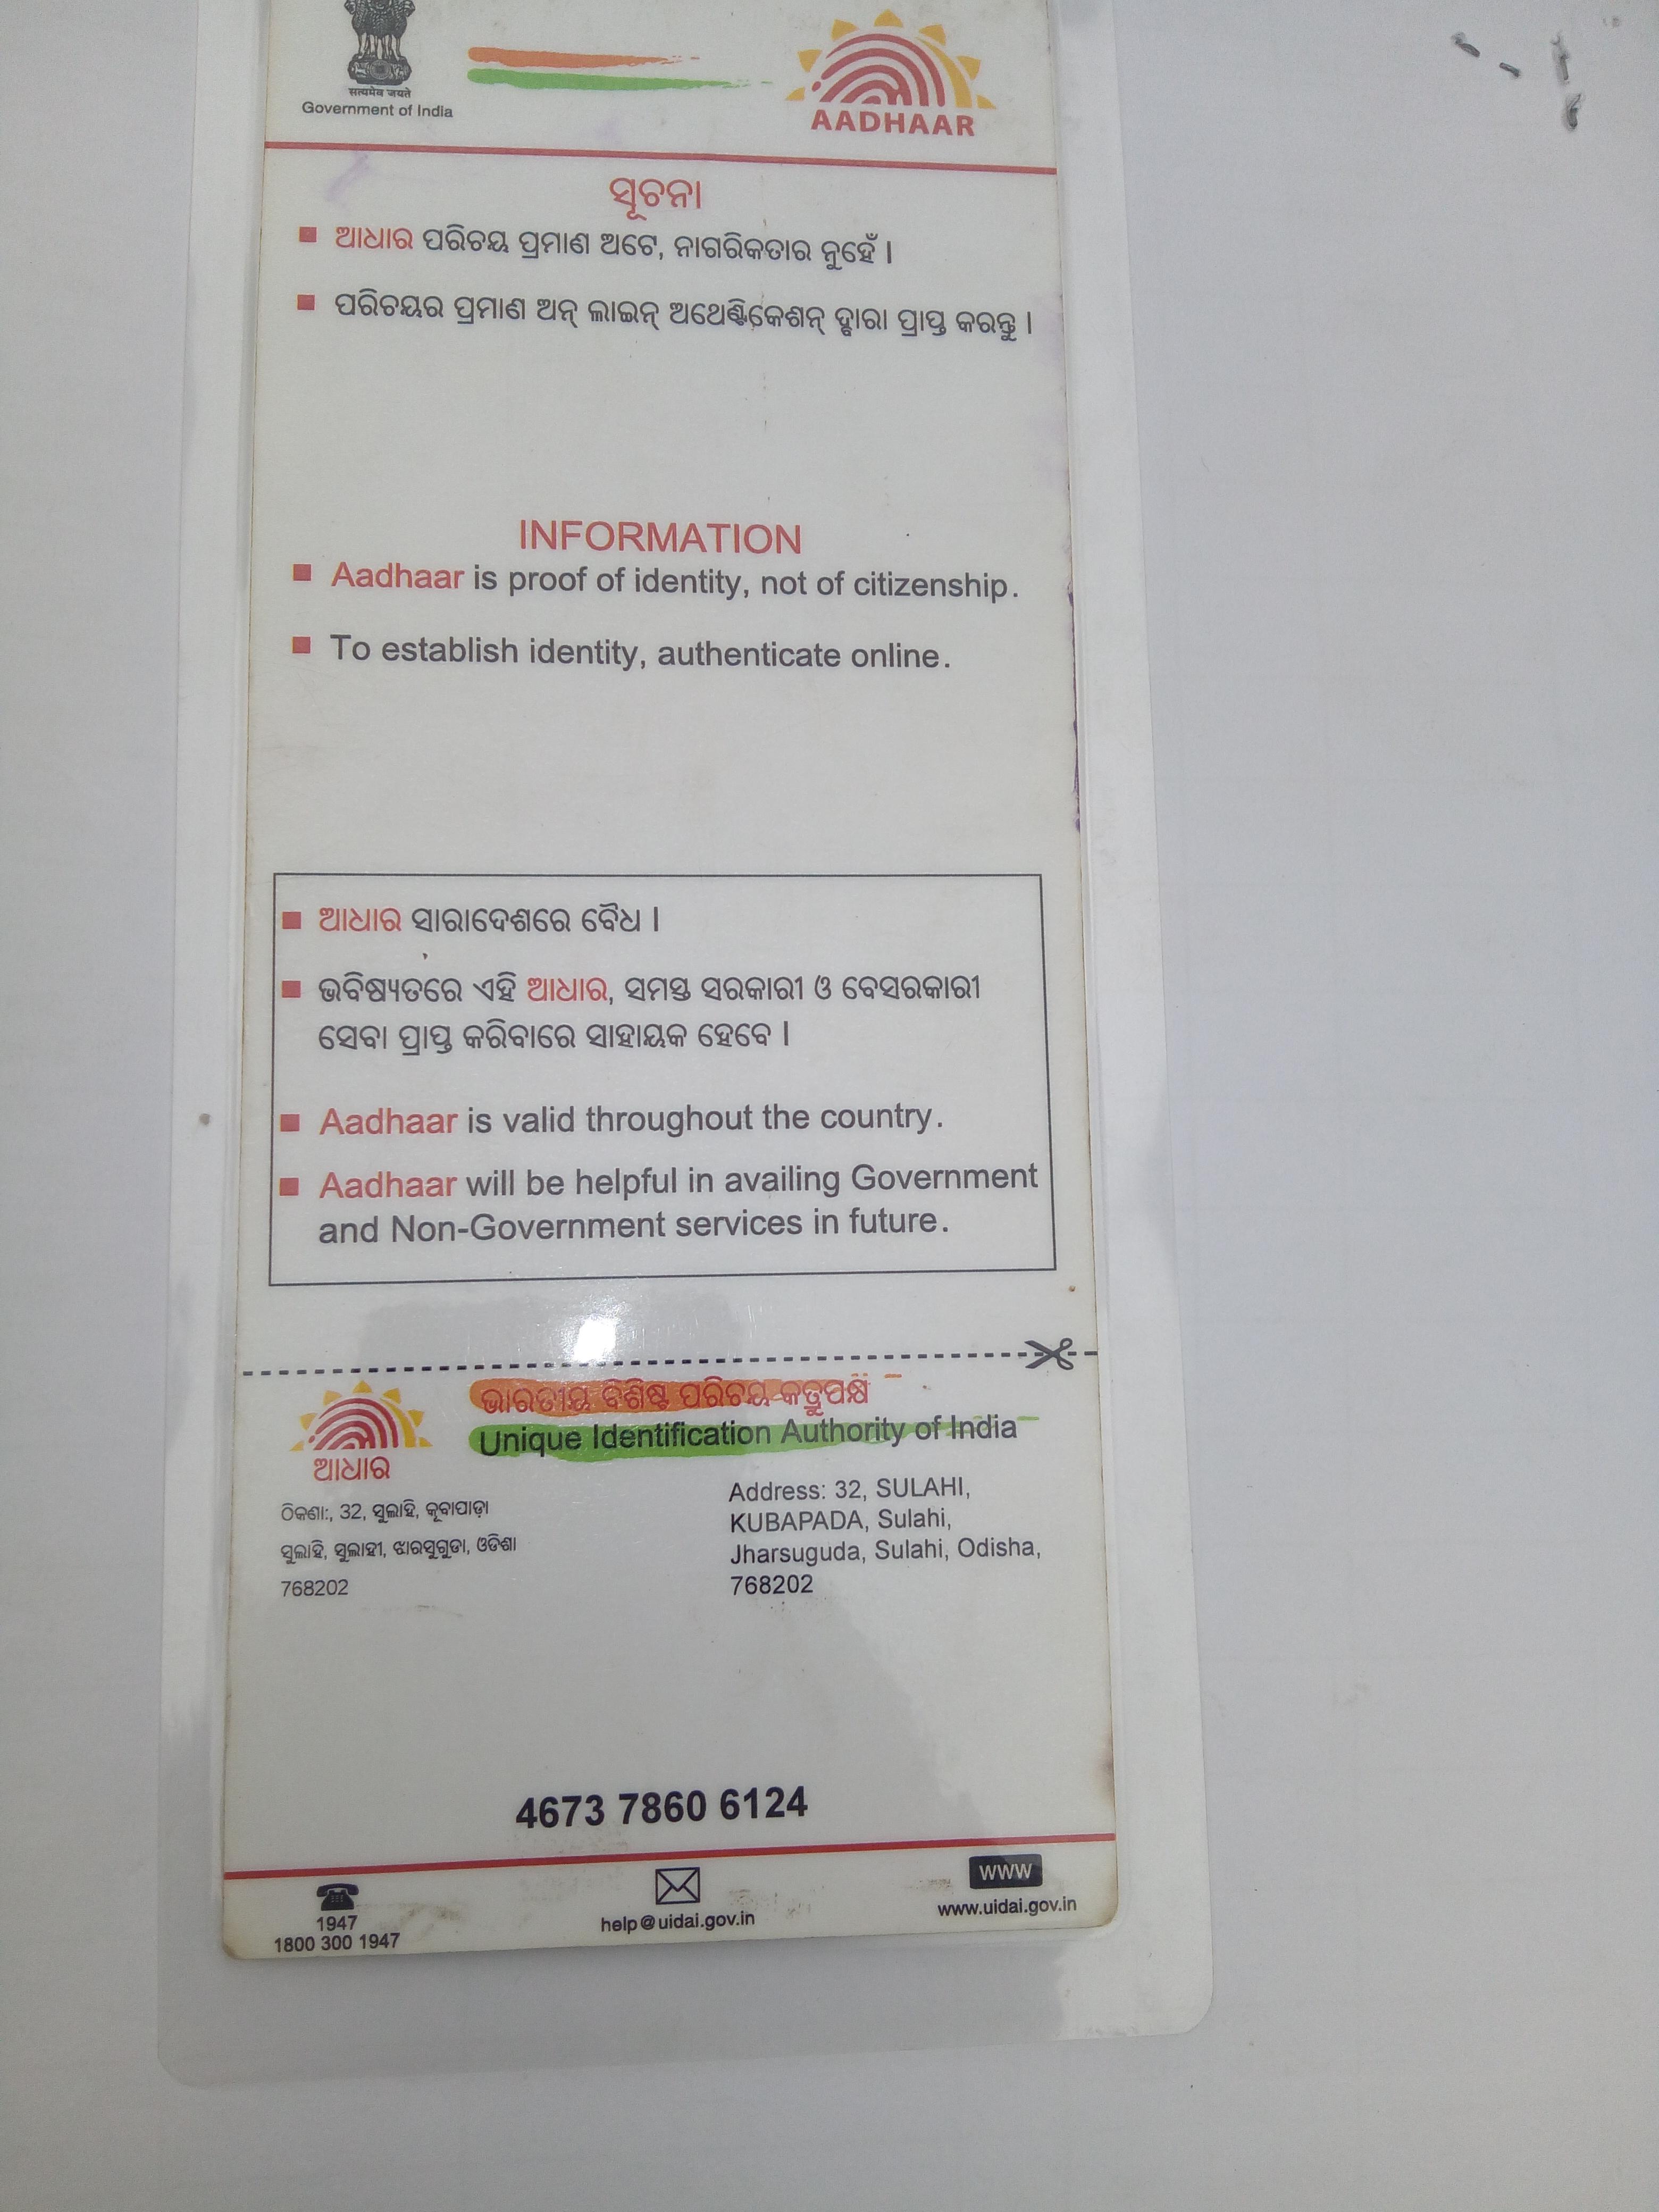 सत्यमेव जयते
Government of India
AADHAAR
ସୂଚନା
ଆଧାର ପରିଚୟ ପ୍ରମାଣ ଅଟେ, ନାଗରିକତାର ନୁହେଁ ।
ପରିଚୟର ପ୍ରମାଣ ଅନ୍ ଲାଇନ୍ ଅଥେଣ୍ଟିକେଶନ୍ ଦ୍ବାରା ପ୍ରାପ୍ତ କରନ୍ତୁ ।
INFORMATION
Aadhaar is proof of identity, not of citizenship.
To establish identity, authenticate online.
ଆଧାର ସାରାଦେଶରେ ବୈଧ ।
ଭବିଷ୍ୟତରେ ଏହି ଆଧାର, ସମସ୍ତ ସରକାରୀ ଓ ବେସରକାରୀ
ସେବା ପ୍ରାପ୍ତ କରିବାରେ ସାହାୟକ ହେବେ ।
Aadhaar is valid throughout the country.
Aadhaar will be helpful in availing Government
and Non-Government services in future.
ଭାରତୀୟ ବିଶିଷ୍ଟ ପରିଚୟ କର୍ତ୍ତୁପକ୍ଷ
Unique Identification Authority of India
ଆଧାର
ଠିକଣା:, 32, ସୁଲାହି, କୂବାପାଡ଼ା
ସୁଲାହି, ସୁଲାହୀ, ଝାରସୁଗୁଡା, ଓଡିଶା
768202
Address: 32, SULAHI,
KUBAPADA, Sulahi,
Jharsuguda, Sulahi, Odisha,
768202
4673 7860 6124
1947
1800 300 1947
help@uidai.gov.in
www
www.uidai.gov.in